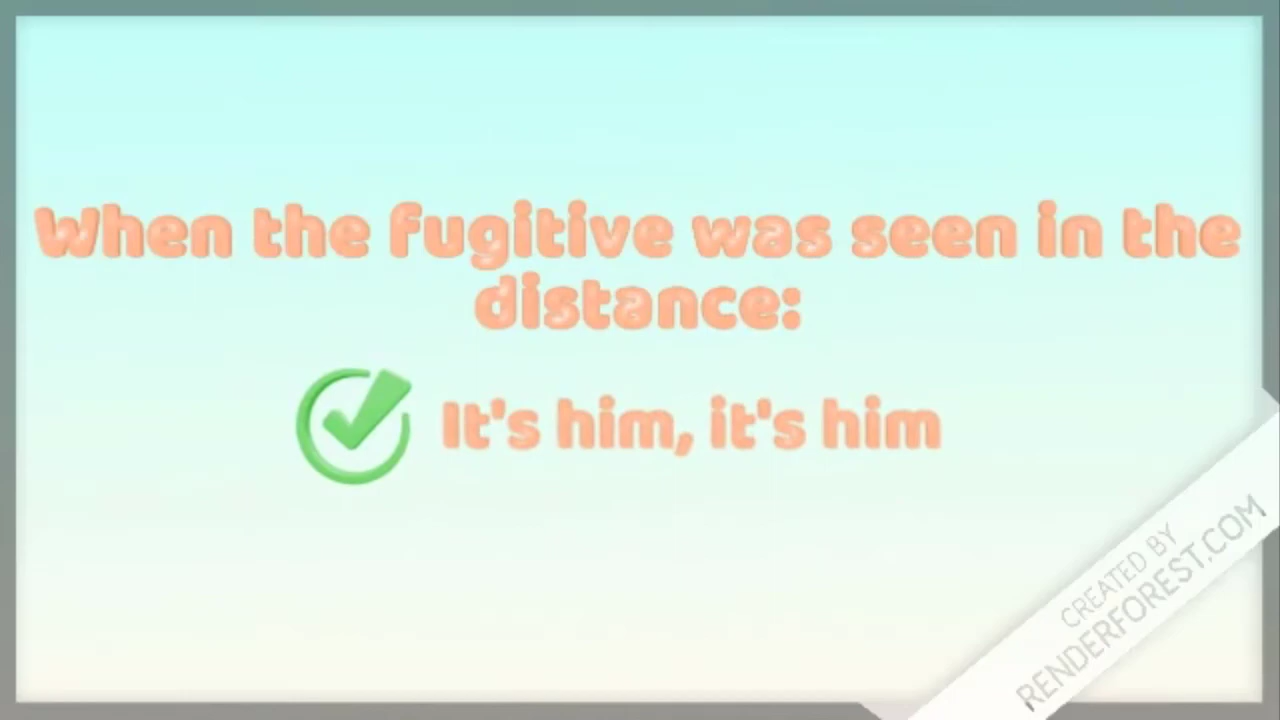 When the fugitive was seen in the
distance:
It's him, it's him
CREATED BY
RENDERFOREST.COM